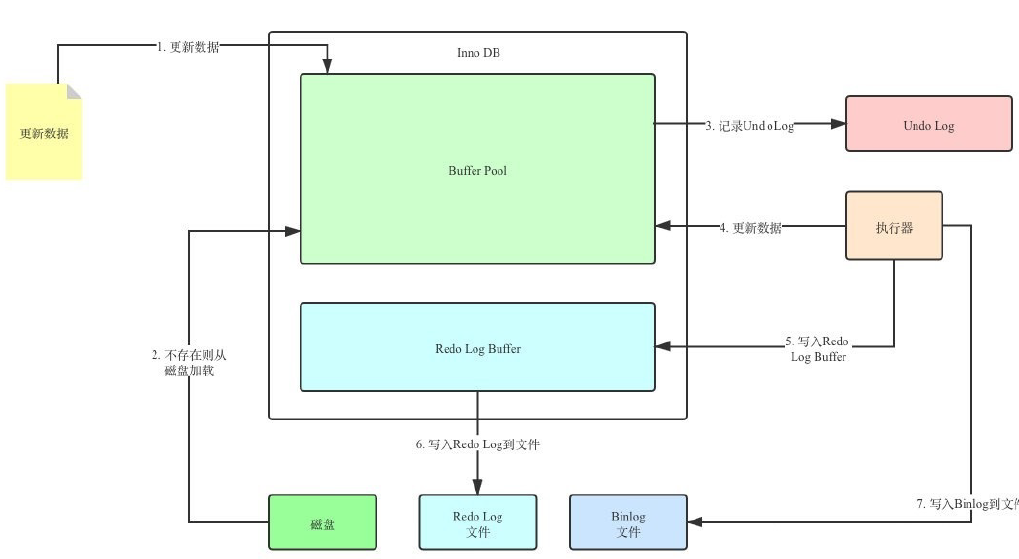 1. 更新数据
Inno DB
更新数据
Buffer Pool
3. 记录UndoLog
Undo Log
4. 更新数据
执行器
2. 不存在则从
磁盘加载
Redo Log Buffer
5. 写入Redo
Log Buffer
6. 写入Redo Log到文件
7. 写入Binlog到文
磁盘
Redo Log
文件
Binlog
文件